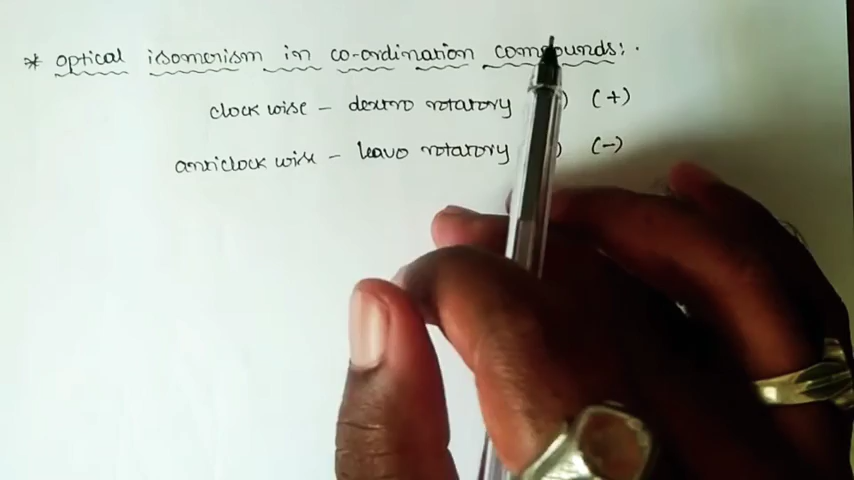 * optical isomerism in co-ordination compounds: .
clock wise - dextro rotatory ) (+)
anticlock wise - leavo rotatory ) (-)